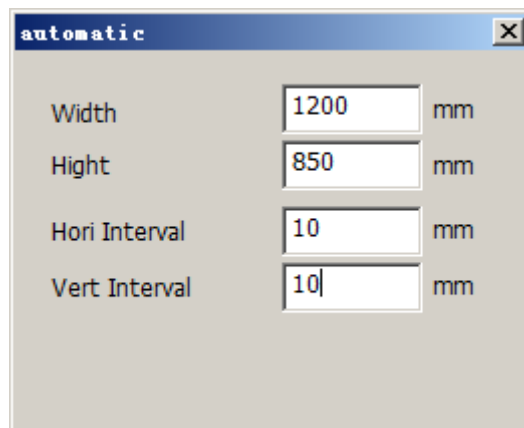 automatic
Width 1200 mm
Hight 850 mm
Hori Interval 10 mm
Vert Interval 10 mm